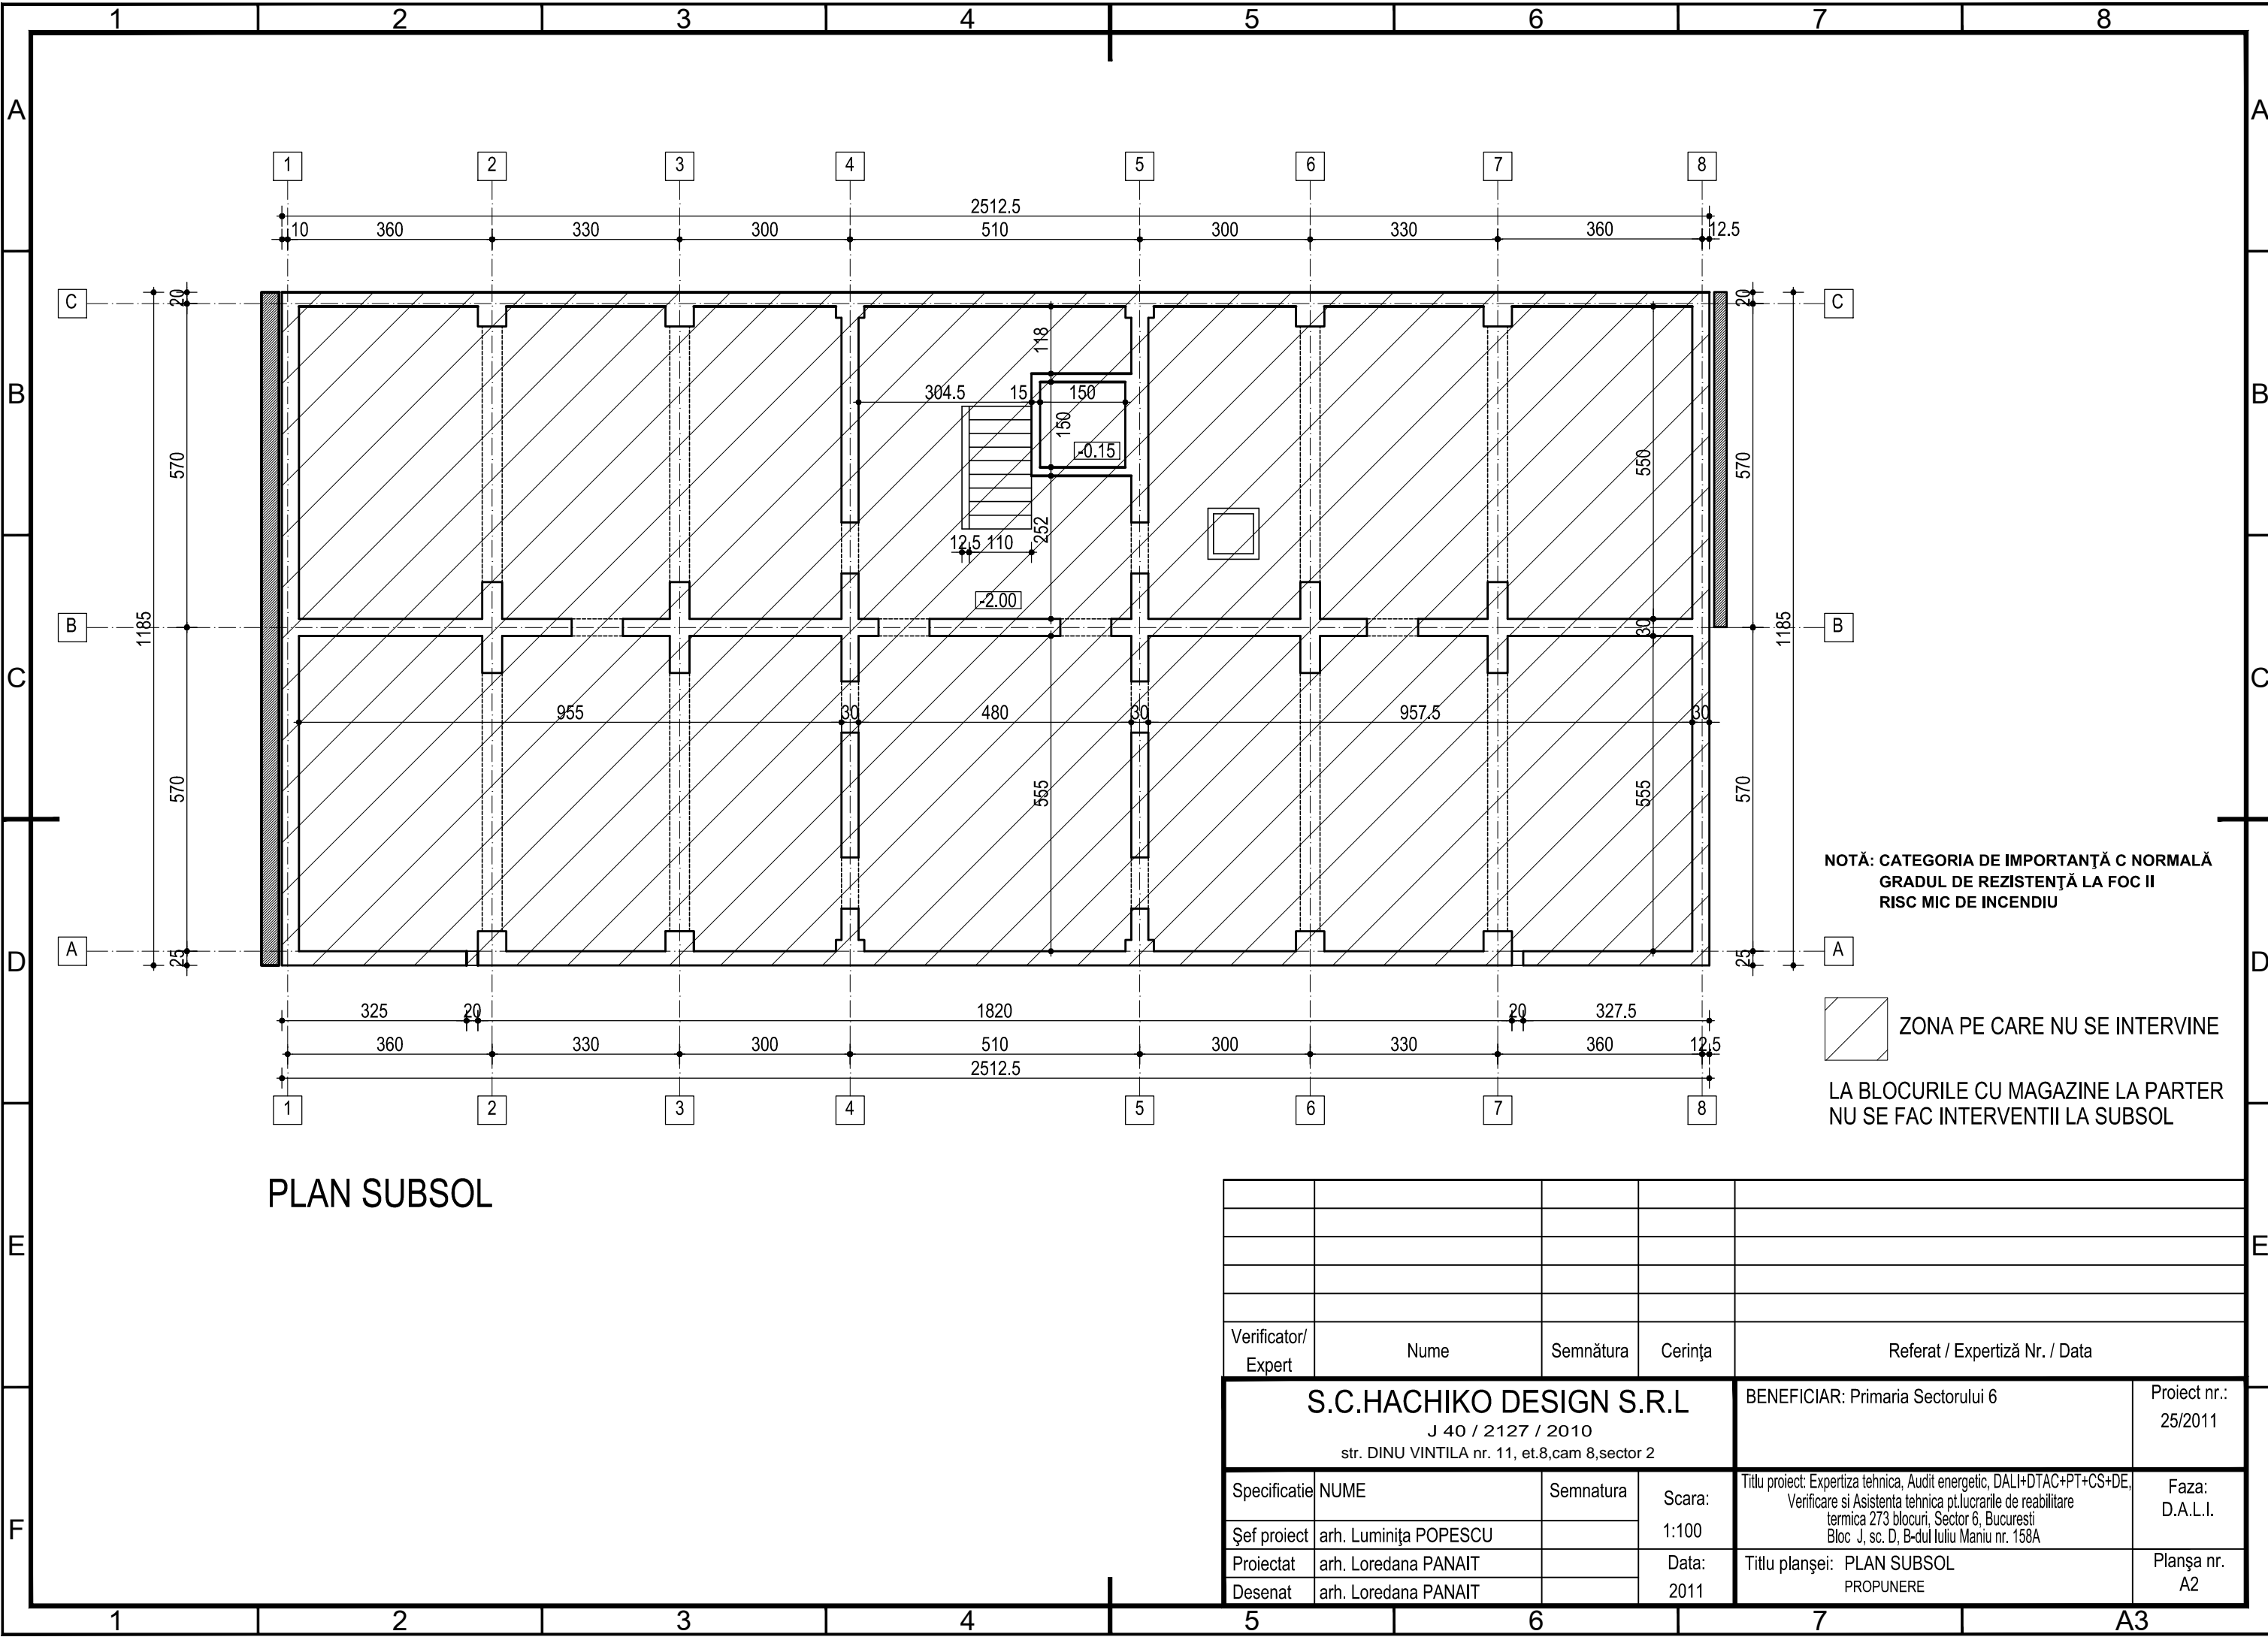 1 2 3 4 5 6 7 8
A A
1 2 3 4 5 6 7 8
2512.5
10 360 330 300 510 300 330 360 12.5
B B
C 20 20 C
118
304.5 15 150
150
-0.15
570 550 570
252
12.5 110
-2.00
B 1185 30 1185 B
C C
955 30 480 30 957.5 30
570 555 555 570
NOTĂ: CATEGORIA DE IMPORTANŢĂ C NORMALĂ
GRADUL DE REZISTENŢĂ LA FOC II
RISC MIC DE INCENDIU
A 25 25 A
D D
325 20 1820 20 327.5
360 330 300 510 300 330 360 12.5
2512.5
1 2 3 4 5 6 7 8
ZONA PE CARE NU SE INTERVINE
LA BLOCURILE CU MAGAZINE LA PARTER
NU SE FAC INTERVENTII LA SUBSOL
PLAN SUBSOL
E E
Verificator/
Expert
Nume
Semnătura
Cerinţa
Referat / Expertiză Nr. / Data
S.C.HACHIKO DESIGN S.R.L
J 40 / 2127 / 2010
str. DINU VINTILA nr. 11, et.8,cam 8,sector 2
BENEFICIAR: Primaria Sectorului 6
Proiect nr.:
25/2011
Specificatie NUME Semnatura
Şef proiect arh. Luminiţa POPESCU
Proiectat arh. Loredana PANAIT
Desenat arh. Loredana PANAIT
Scara:
1:100
Data:
2011
Titlu proiect: Expertiza tehnica, Audit energetic, DALI+DTAC+PT+CS+DE,
Verificare si Asistenta tehnica pt.lucrarile de reabilitare
termica 273 blocuri, Sector 6, Bucuresti
Bloc J, sc. D, B-dul Iuliu Maniu nr. 158A
Faza:
D.A.L.I.
Titlu planşei: PLAN SUBSOL
PROPUNERE
Planşa nr.
A2
F
1 2 3 4 5 6 7 A3